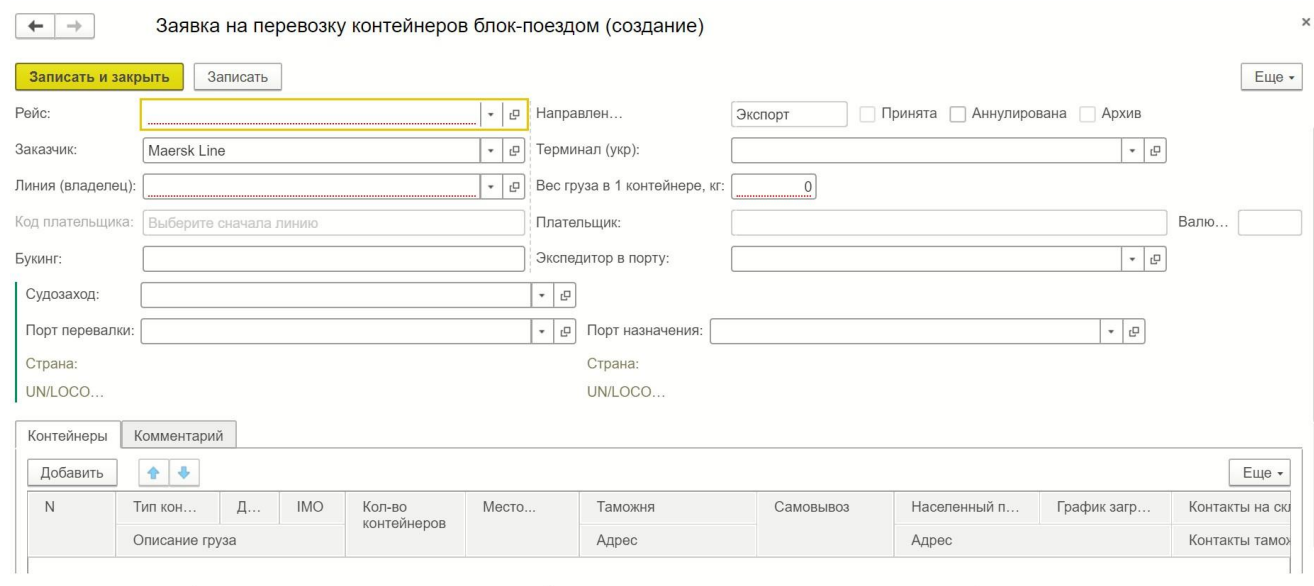 Заявка на перевозку контейнеров блок-поездом (создание)
Записать и закрыть Записать Еще
Рейс: Направлен... Экспорт Принята Аннулирована Архив
Заказчик: Maersk Line Терминал (укр):
Линия (владелец): Вес груза в 1 контейнере, кг: 0
Код плательщика: Выберите сначала линию Плательщик: Валю...
Букинг: Экспедитор в порту:
Судозаход:
Порт перевалки: Порт назначения:
Страна: Страна:
UN/LOCO... UN/LOCO...
Контейнеры Комментарий
Добавить Еще
N Тип кон... Д... IMO Кол-во контейнеров Место... Таможня Самовывоз Населенный п... График загр... Контакты на скл
Описание груза Адрес Адрес Контакты тамож